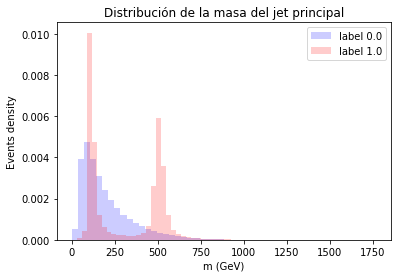 Distribución de la masa del jet principal
label 0.0
label 1.0
Events density
0.010
0.008
0.006
0.004
0.002
0.000
0 250 500 750 1000 1250 1500 1750
m (GeV)